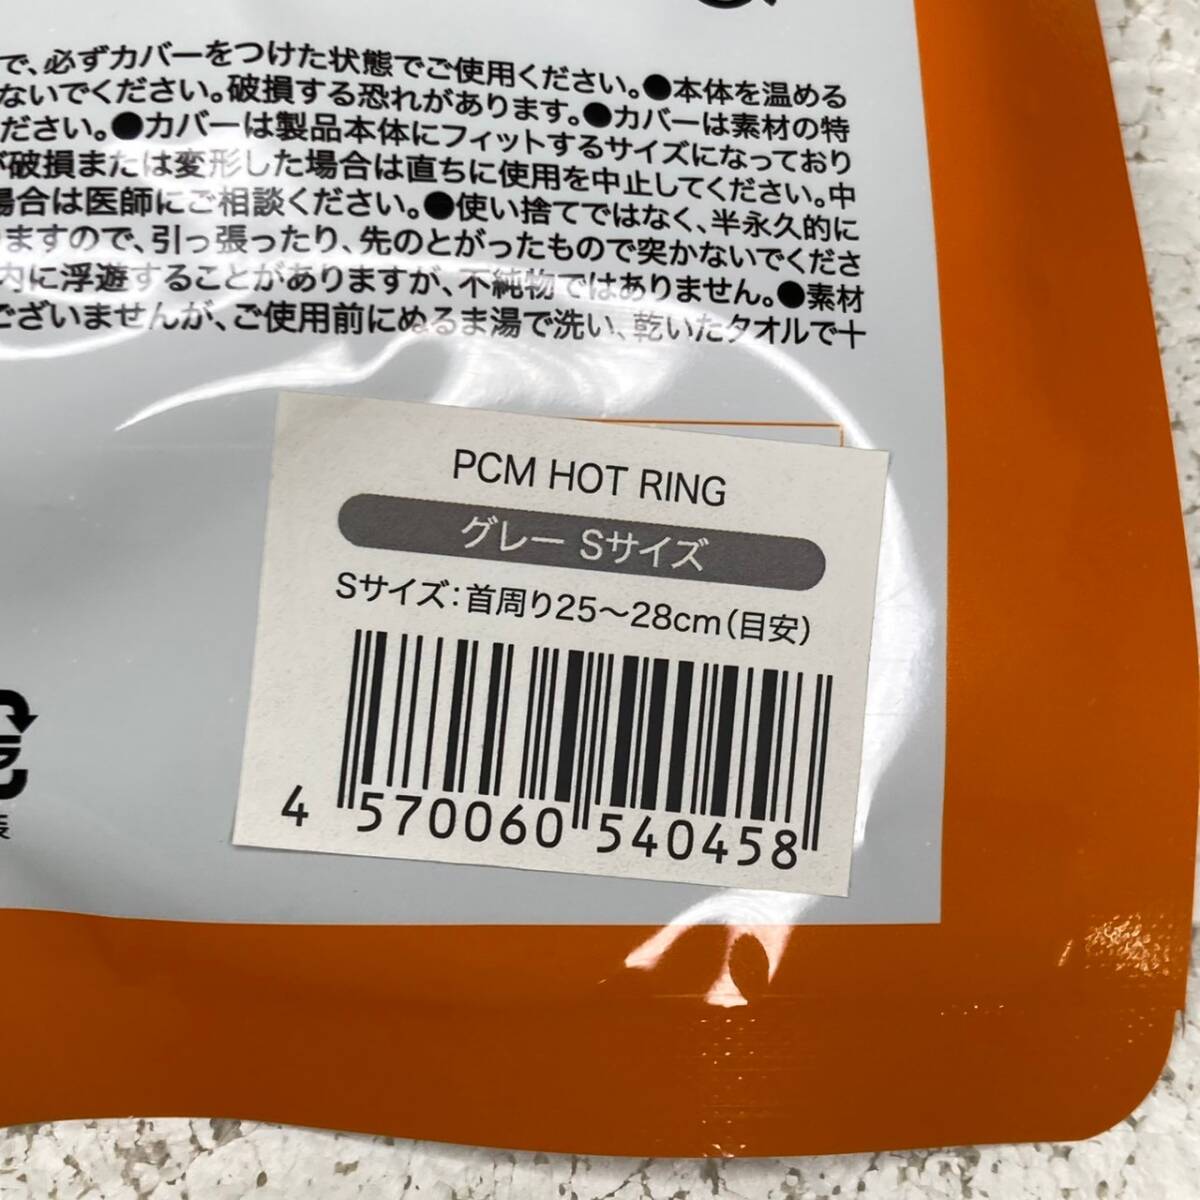 で、必ずカバーをつけた状態でご使用ください。●本体を温める
ないでください。破損する恐れがあります。●カバーは素材の特
ださい。●カバーは製品本体にフィットするサイズになっており
が破損または変形した場合は直ちに使用を中止してください。中
場合は医師にご相談ください。●使い捨てではなく、半永久的に
りますので、引っ張ったり、先のとがったもので突かないでくださ
内に浮遊することがありますが、不純物ではありません。●素材
ございませんが、ご使用前にぬるま湯で洗い、乾いたタオルで十
PCM HOT RING
グレー Sサイズ
Sサイズ：首周り25～28cm（目安）
4 570060 540458
プラ
装